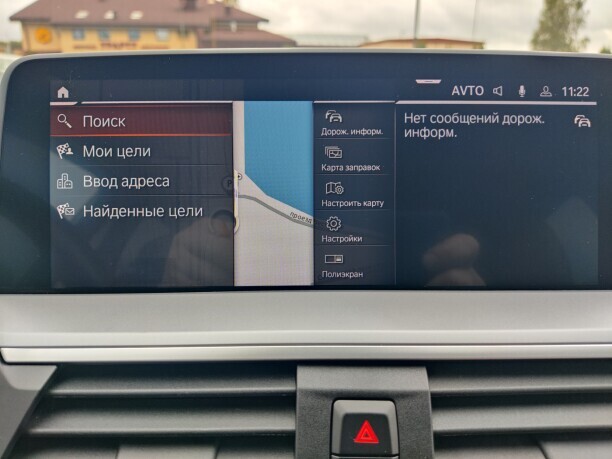 AVTO 11:22
Поиск
Мои цели
Ввод адреса
Найденные цели
проезд
Дорож. информ.
Карта заправок
Настроить карту
Настройки
Полиэкран
Нет сообщений дорож.
информ.